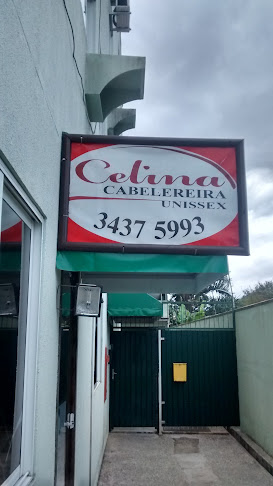 Celina
CABELEREIRA
UNISSEX
3437 5993